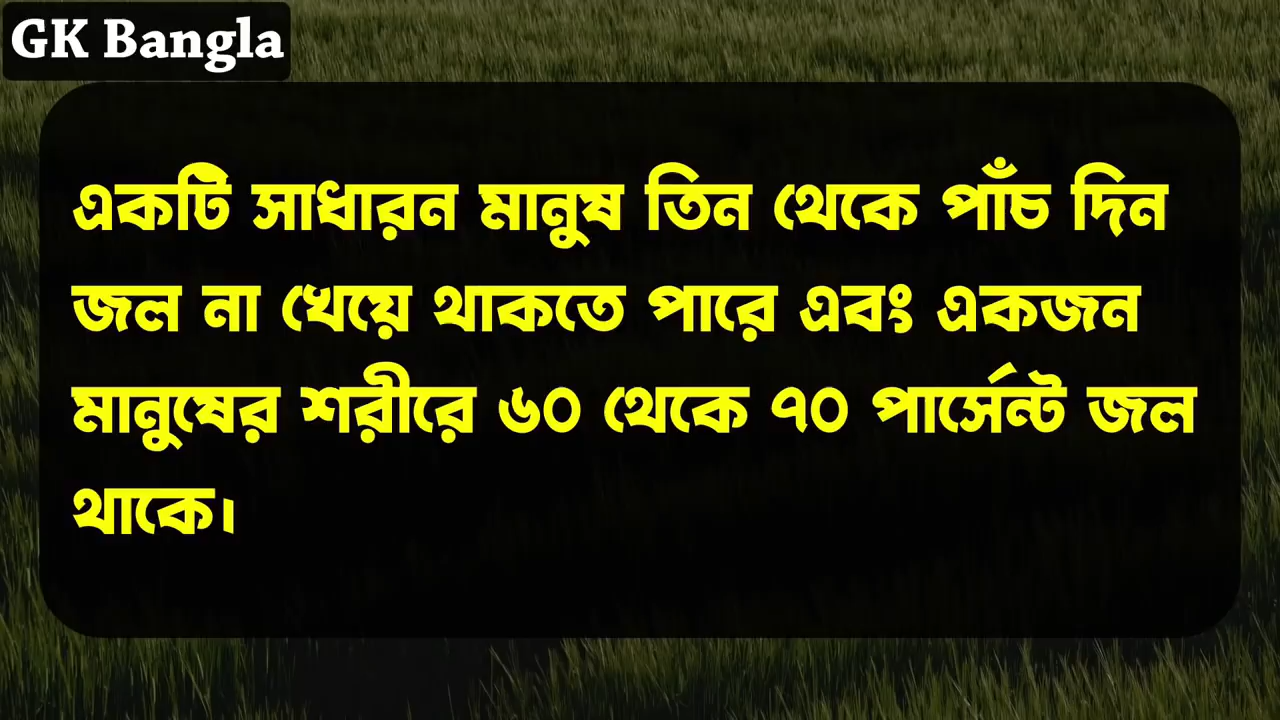 GK Bangla
একটি সাধারন মানুষ তিন থেকে পাঁচ দিন
জল না খেয়ে থাকতে পারে এবং একজন
মানুষের শরীরে ৬০ থেকে ৭০ পার্সেন্ট জল
থাকে।